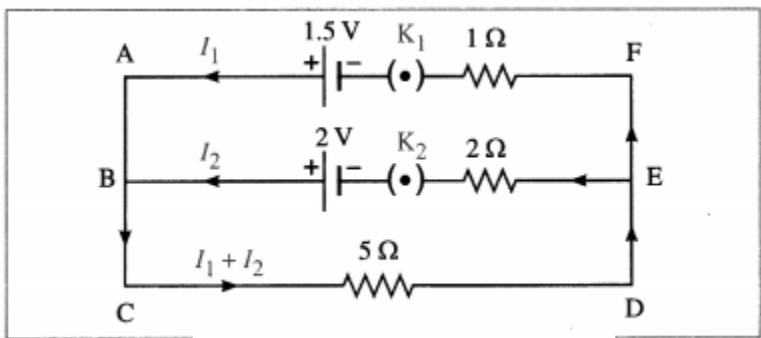 1.5 V K₁ 1 Ω
A I₁ + − (•) F
2 V K₂ 2 Ω
B I₂ + − (•) E
I₁ + I₂ 5 Ω
C D